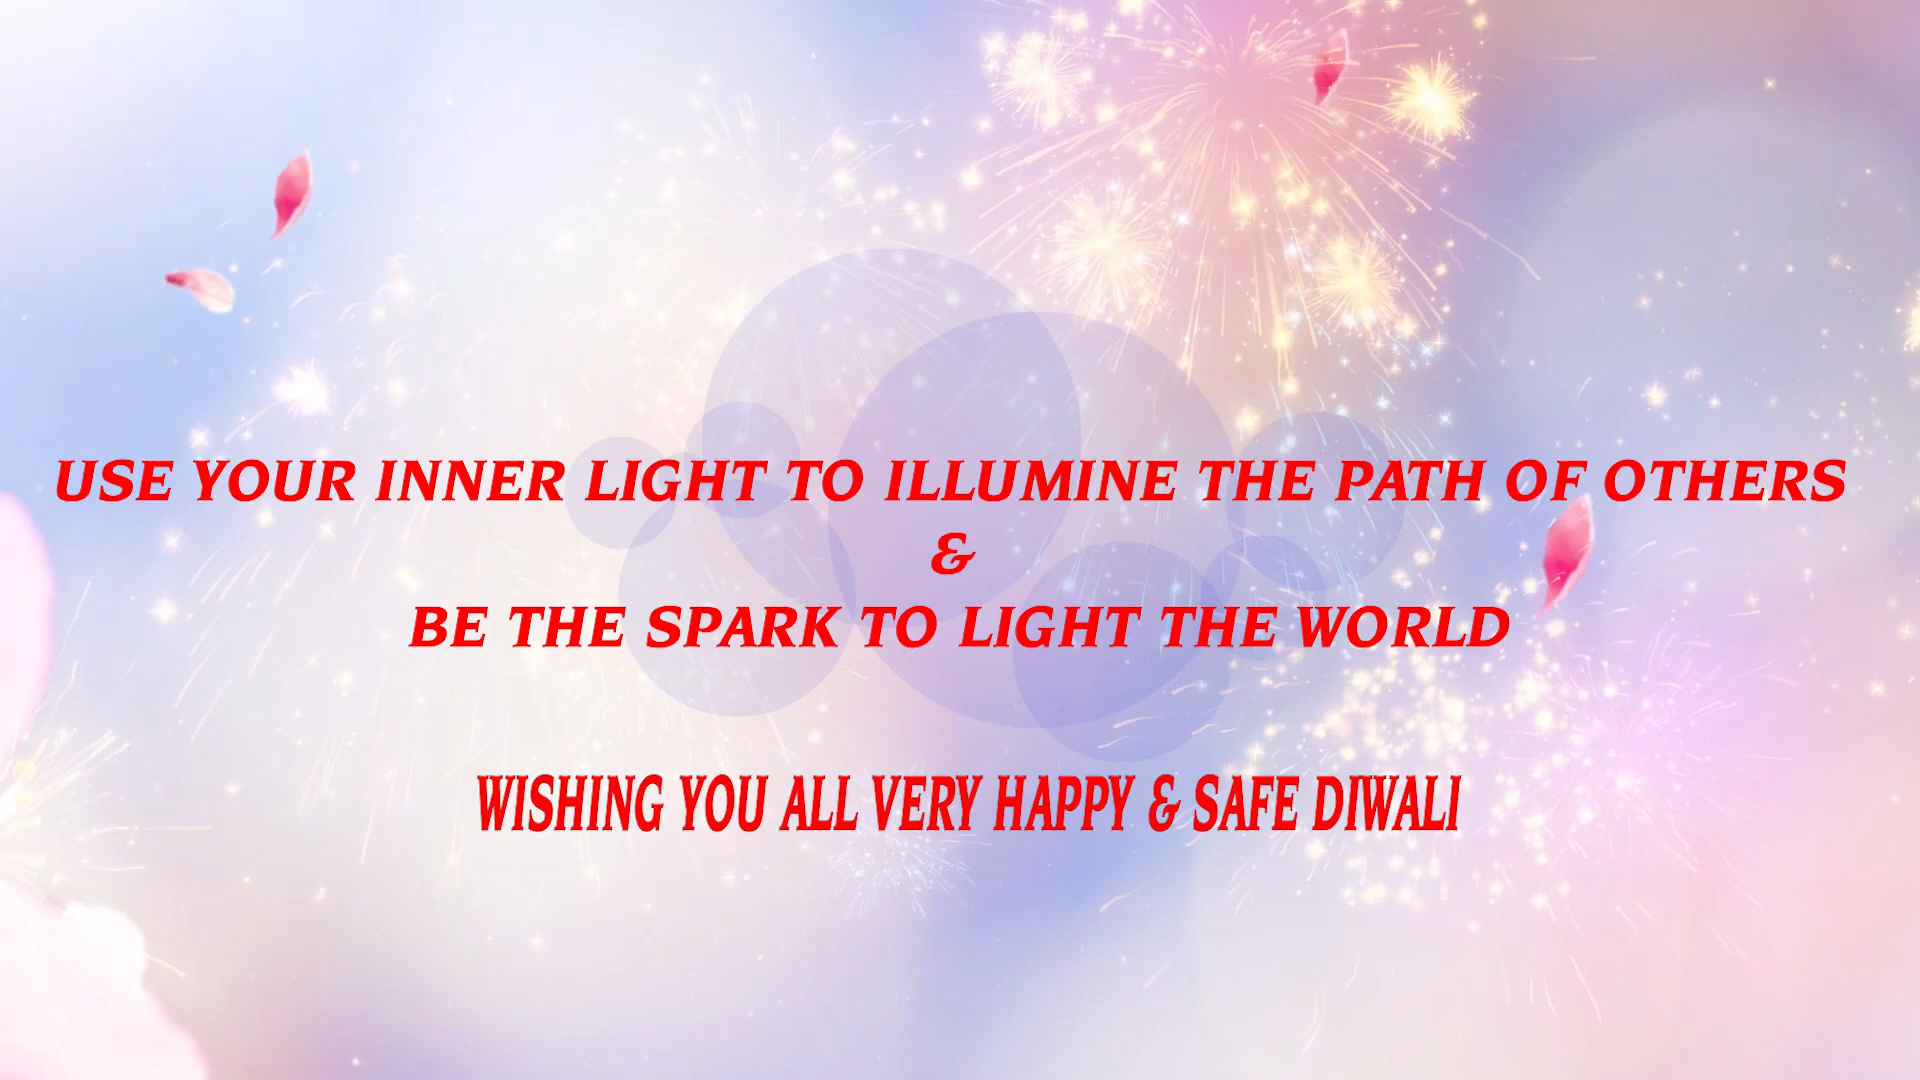 USE YOUR INNER LIGHT TO ILLUMINE THE PATH OF OTHERS
&
BE THE SPARK TO LIGHT THE WORLD
WISHING YOU ALL VERY HAPPY & SAFE DIWALI